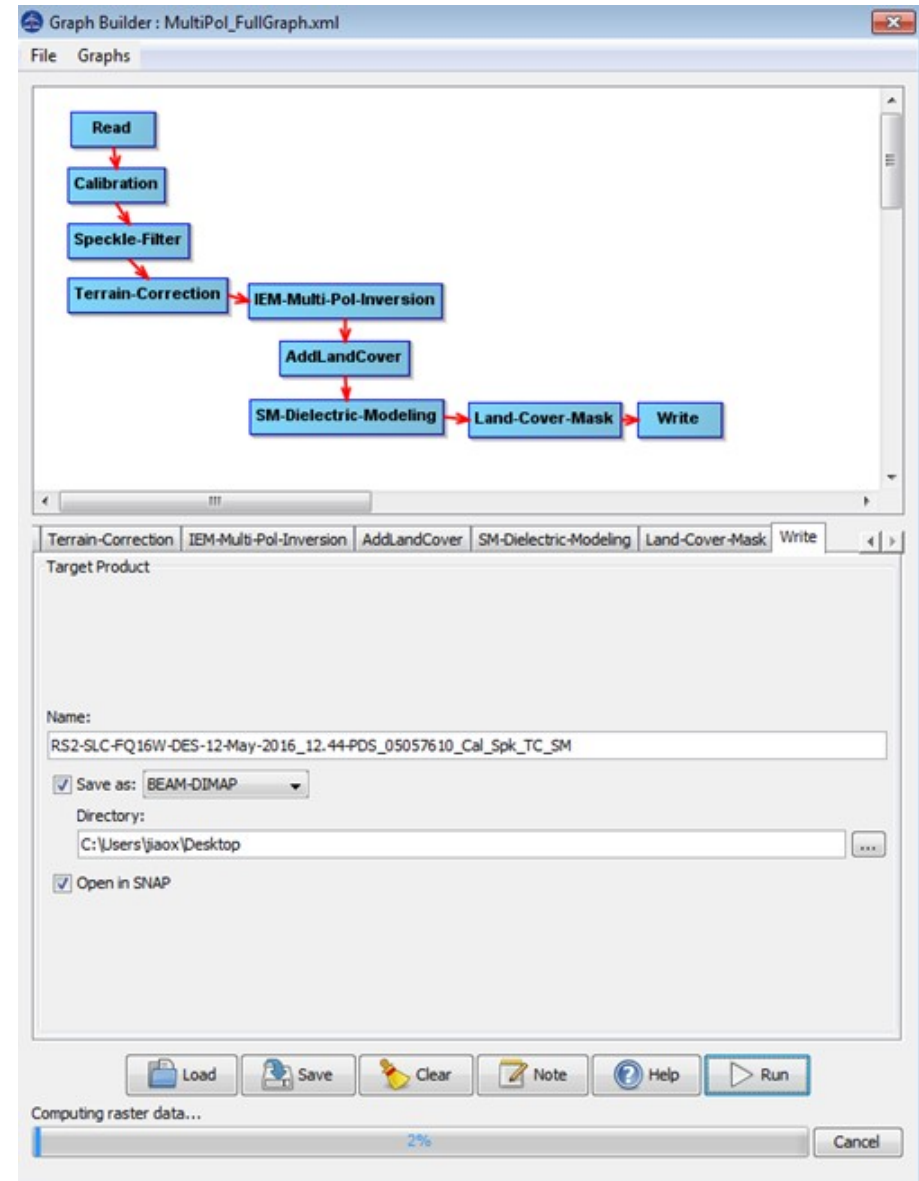 Graph Builder : MultiPol_FullGraph.xml
File Graphs
Read
Calibration
Speckle-Filter
Terrain-Correction
IEM-Multi-Pol-Inversion
AddLandCover
SM-Dielectric-Modeling
Land-Cover-Mask
Write
Terrain-Correction IEM-Multi-Pol-Inversion AddLandCover SM-Dielectric-Modeling Land-Cover-Mask Write
Target Product
Name:
RS2-SLC-FQ16W-DES-12-May-2016_12.44-PDS_05057610_Cal_Spk_TC_SM
Save as: BEAM-DIMAP
Directory:
C:\Users\jiaox\Desktop
...
Open in SNAP
Load Save Clear Note Help Run
Computing raster data...
2%
Cancel